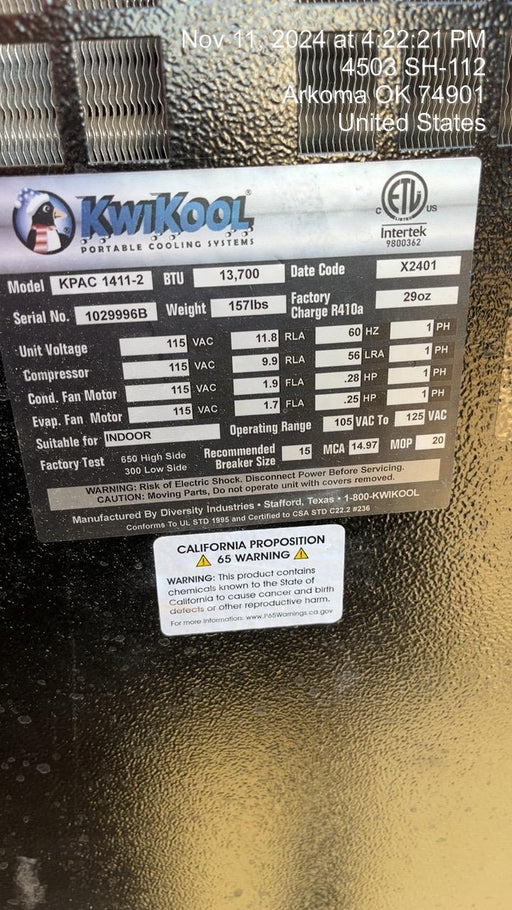 Nov 11, 2024 at 4:22:21 PM
4503 SH-112
Arkoma OK 74901
United States
KWIKOOL®
PORTABLE COOLING SYSTEMS
C ETL US
LISTED
Intertek
9800362
Model KPAC 1411-2 BTU 13,700 Date Code X2401
Serial No. 1029996B Weight 157lbs Factory Charge R410a 29oz
Unit Voltage 115 VAC 11.8 RLA 60 HZ 1 PH
Compressor 115 VAC 9.9 RLA 56 LRA 1 PH
Cond. Fan Motor 115 VAC 1.9 FLA .28 HP 1 PH
Evap. Fan Motor 115 VAC 1.7 FLA .25 HP 1 PH
Suitable for INDOOR Operating Range 105 VAC To 125 VAC
Factory Test 650 High Side 300 Low Side Recommended Breaker Size 15 MCA 14.97 MOP 20
WARNING: Risk of Electric Shock. Disconnect Power Before Servicing.
CAUTION: Moving Parts, Do not operate unit with covers removed.
Manufactured By Diversity Industries • Stafford, Texas • 1-800-KWIKOOL
Conforms To UL STD 1995 and Certified to CSA STD C22.2 #236
CALIFORNIA PROPOSITION
65 WARNING
WARNING: This product contains
chemicals known to the State of
California to cause cancer and birth
defects or other reproductive harm.
For more information: www.P65Warnings.ca.gov